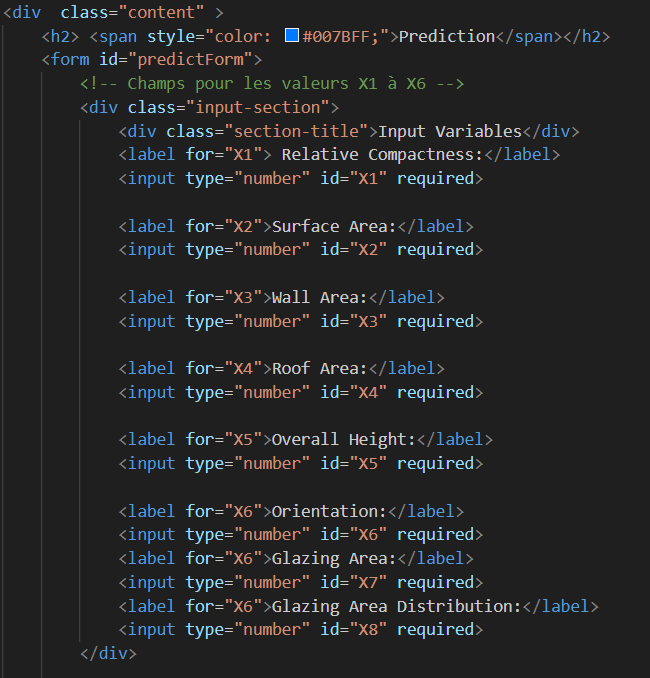 <div  class="content" >
<h2> <span style="color: #007BFF;">Prediction</span></h2>
<form id="predictForm">
<!-- Champs pour les valeurs X1 à X6 -->
<div class="input-section">
<div class="section-title">Input Variables</div>
<label for="X1"> Relative Compactness:</label>
<input type="number" id="X1" required>
<label for="X2">Surface Area:</label>
<input type="number" id="X2" required>
<label for="X3">Wall Area:</label>
<input type="number" id="X3" required>
<label for="X4">Roof Area:</label>
<input type="number" id="X4" required>
<label for="X5">Overall Height:</label>
<input type="number" id="X5" required>
<label for="X6">Orientation:</label>
<input type="number" id="X6" required>
<label for="X6">Glazing Area:</label>
<input type="number" id="X7" required>
<label for="X6">Glazing Area Distribution:</label>
<input type="number" id="X8" required>
</div>